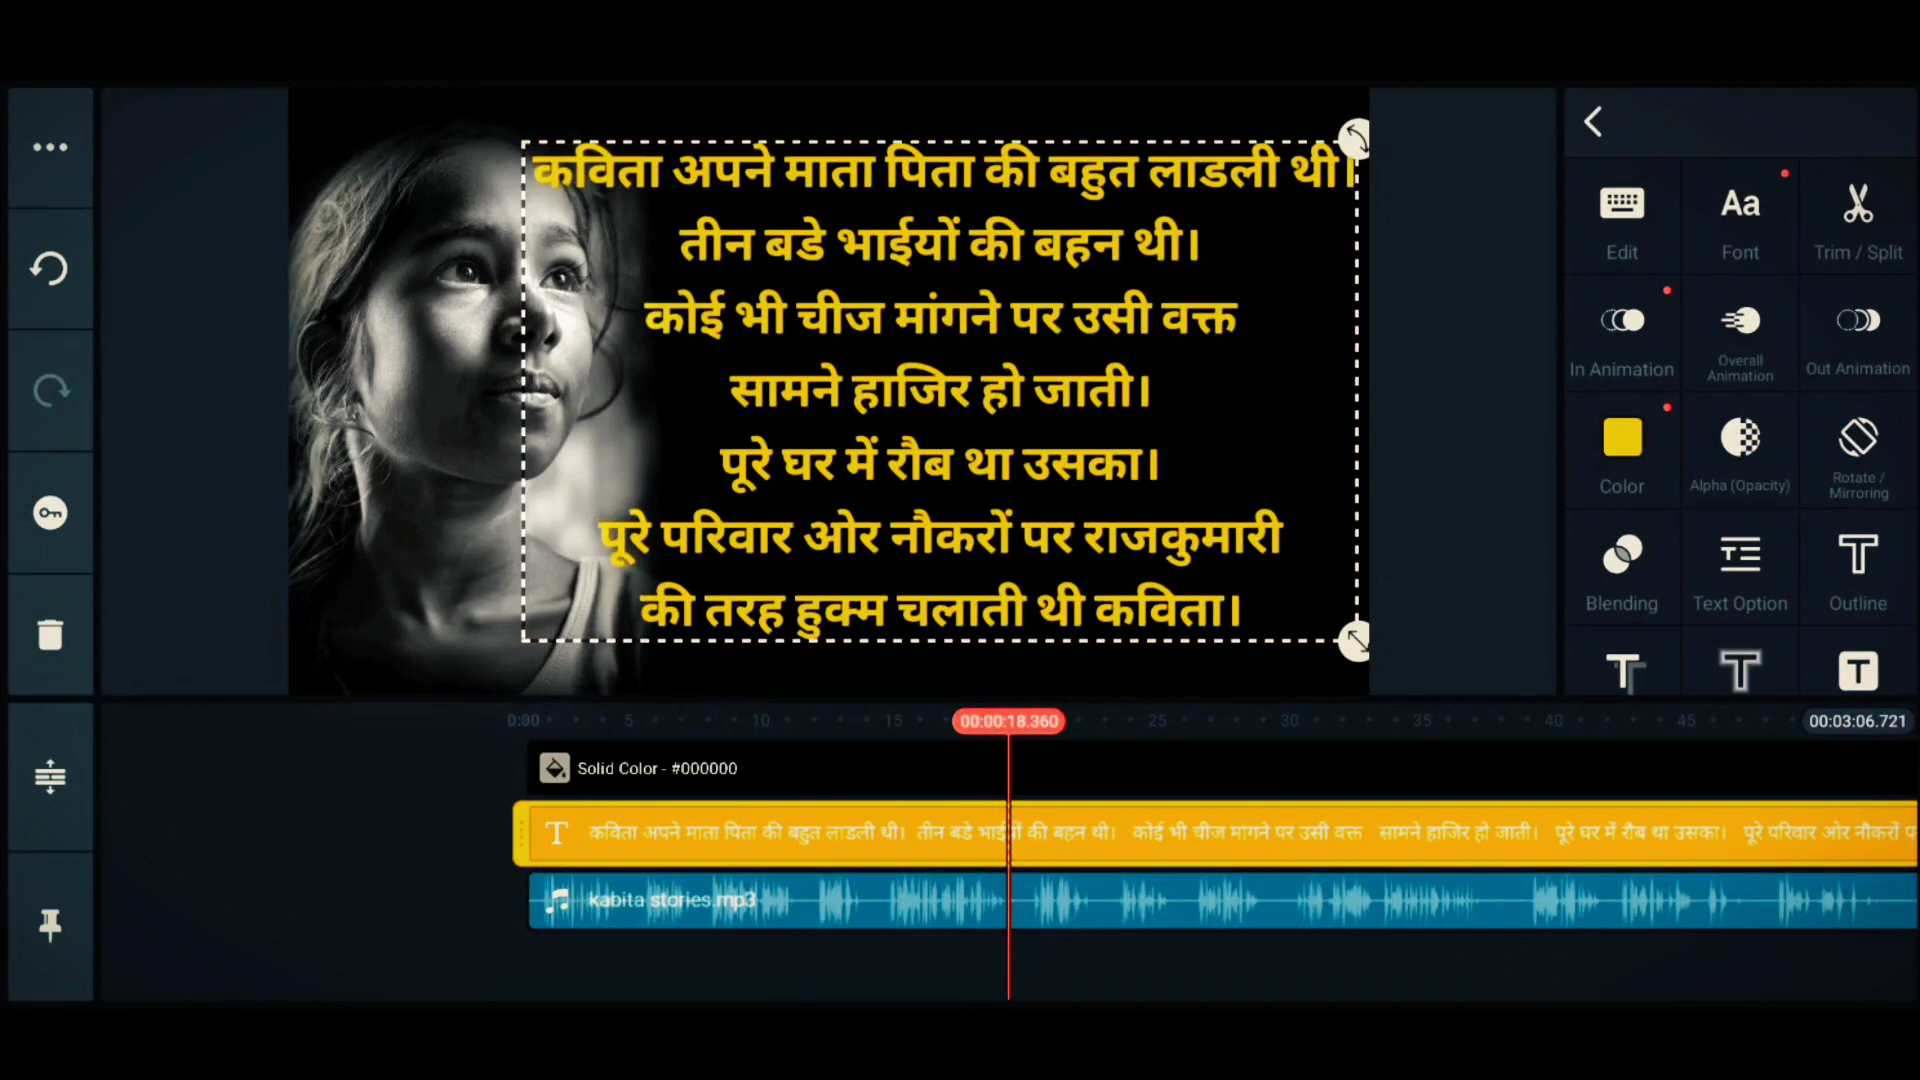 कविता अपने माता पिता की बहुत लाडली थी।
तीन बडे भाईयों की बहन थी।
कोई भी चीज मांगने पर उसी वक्त
सामने हाजिर हो जाती।
पूरे घर में रौब था उसका।
पूरे परिवार ओर नौकरों पर राजकुमारी
की तरह हुक्म चलाती थी कविता।
Edit
Aa
Font
Trim / Split
In Animation
Overall
Animation
Out Animation
Color
Alpha (Opacity)
Rotate /
Mirroring
Blending
Text Option
Outline
0:00 5 10 15 00:00:18.360 25 30 35 40 45 00:03:06.721
Solid Color - #000000
कविता अपने माता पिता की बहुत लाडली थी। तीन बडे भाईयों की बहन थी। कोई भी चीज मांगने पर उसी वक्त सामने हाजिर हो जाती। पूरे घर में रौब था उसका। पूरे परिवार ओर नौकरों
kabita stories.mp3